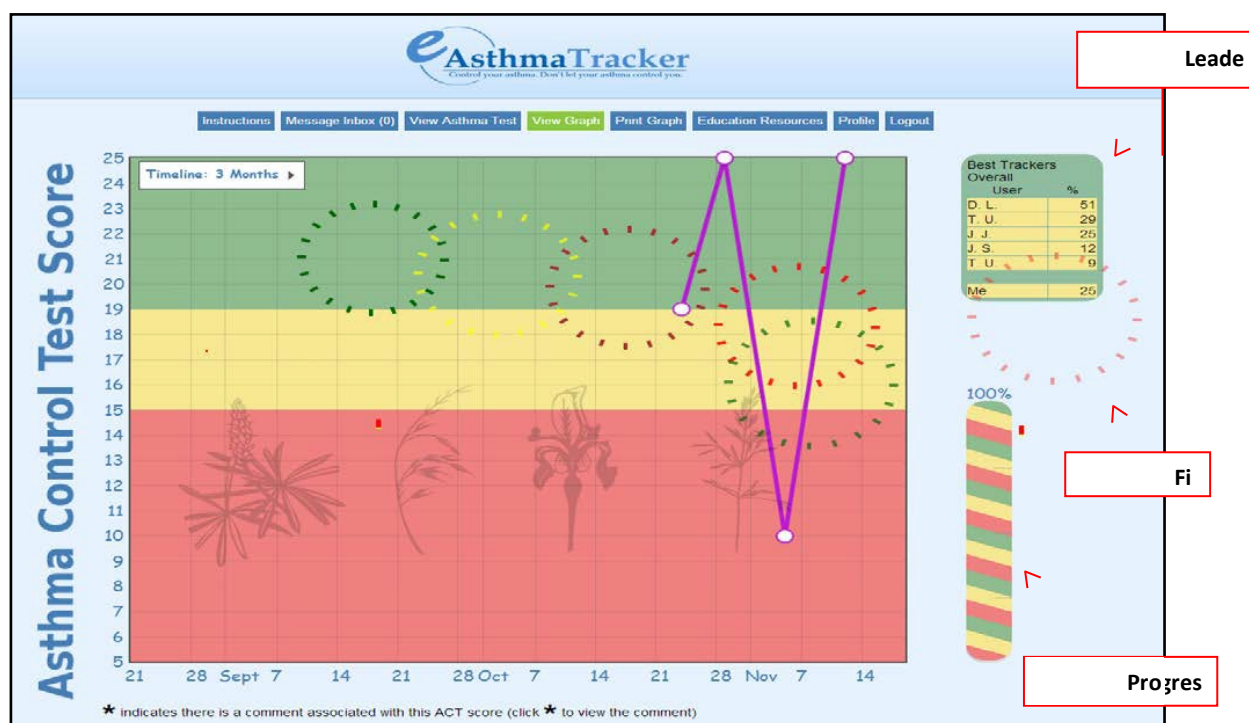 eAsthmaTracker
Control your asthma. Don't let your asthma control you.
Leade
Instructions Message Inbox (0) View Asthma Test View Graph Print Graph Education Resources Profile Logout
Asthma Control Test Score
Timeline: 3 Months
25
24
23
22
21
20
19
18
17
16
15
14
13
12
11
10
9
8
7
6
5
21 28 Sept 7 14 21 28 Oct 7 14 21 28 Nov 7 14
* indicates there is a comment associated with this ACT score (click * to view the comment)
Best Trackers
Overall
User %
D. L. 51
T. U. 29
J. J. 25
J. S. 12
T U. 9
Me 25
100%
Fi
Progres